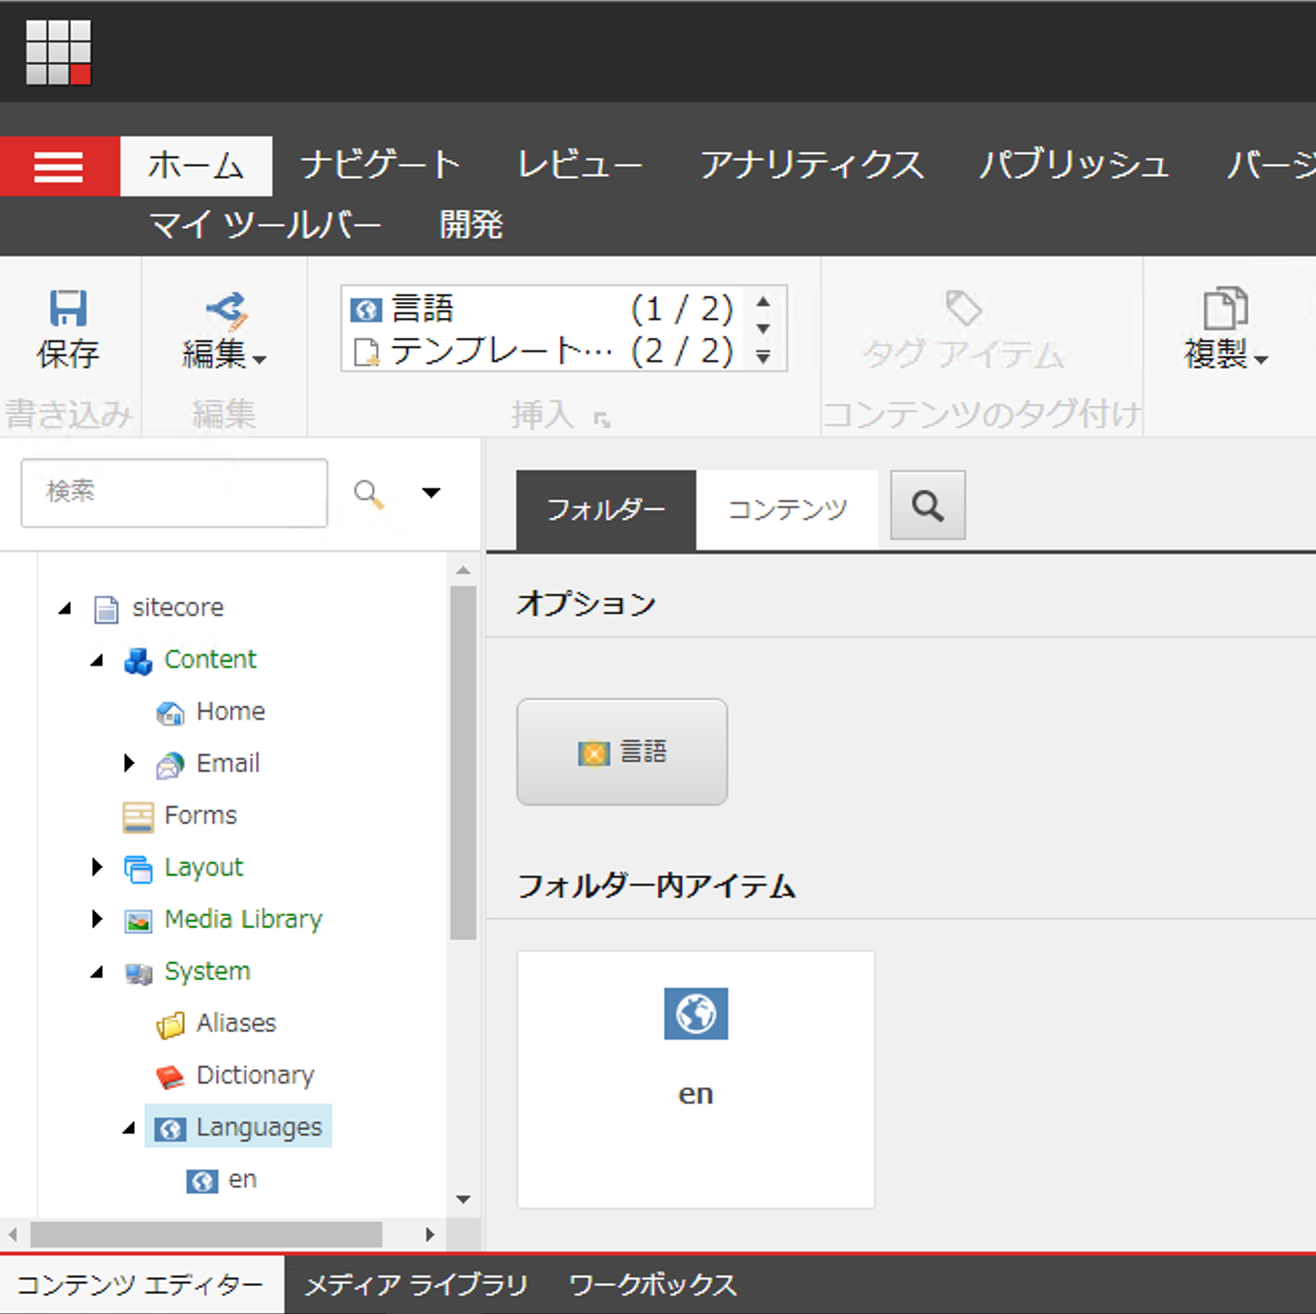 ホーム ナビゲート レビュー アナリティクス パブリッシュ バージ
マイ ツールバー 開発
言語 (1 / 2)
テンプレート… (2 / 2)
保存 編集 タグ アイテム 複製
書き込み 編集 挿入 コンテンツのタグ付け
検索
フォルダー コンテンツ
オプション
言語
フォルダー内アイテム
en
sitecore
Content
Home
Email
Forms
Layout
Media Library
System
Aliases
Dictionary
Languages
en
コンテンツ エディター メディア ライブラリ ワークボックス